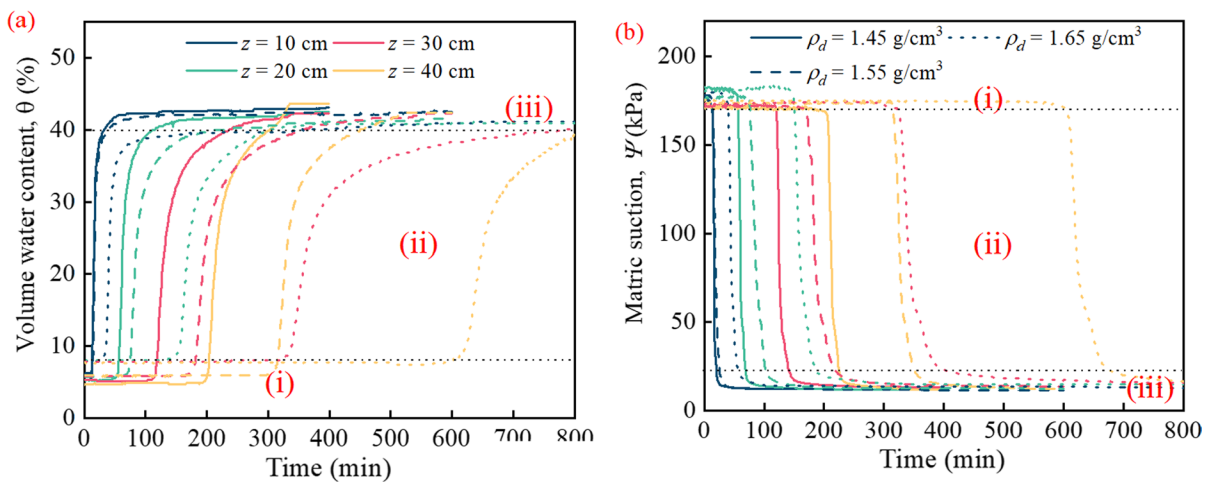 (a)
Volume water content, θ (%)
50
40
30
20
10
0
z = 10 cm
z = 30 cm
z = 20 cm
z = 40 cm
(iii)
(ii)
(i)
0 100 200 300 400 500 600 700 800
Time (min)
(b)
Matric suction, Ψ (kPa)
200
150
100
50
0
ρd = 1.45 g/cm³
ρd = 1.65 g/cm³
ρd = 1.55 g/cm³
(i)
(ii)
(iii)
0 100 200 300 400 500 600 700 800
Time (min)